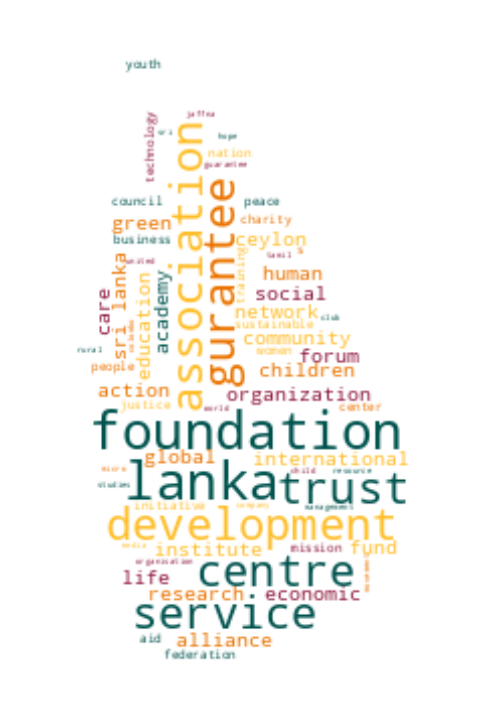 youth
technology
jaffna
sri
hope
association
nation
guarantee
gurantee
council
peace
green
charity
business
ceylon
united
tamil
s
training
human
sri lanka
academy
education
care
social
network
club
sustainable
colombo
community
rural
women
forum
people
children
action
organization
justice
world
center
foundation
global
international
micro
child
resource
lanka
trust
studies
initiative
company
management
development
media
institute
mission
fund
organisation
centre
life
research
economic
service
aid
alliance
federation